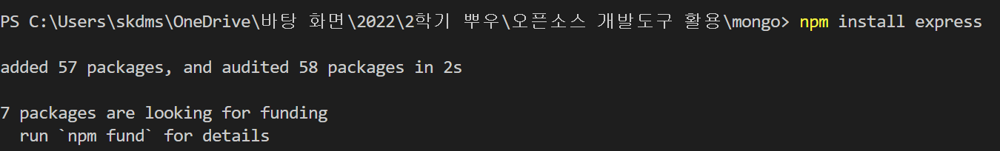 PS C:\Users\skdms\OneDrive\바탕 화면\2022\2학기 뿌우\오픈소스 개발도구 활용\mongo> npm install express
added 57 packages, and audited 58 packages in 2s
7 packages are looking for funding
  run `npm fund` for details